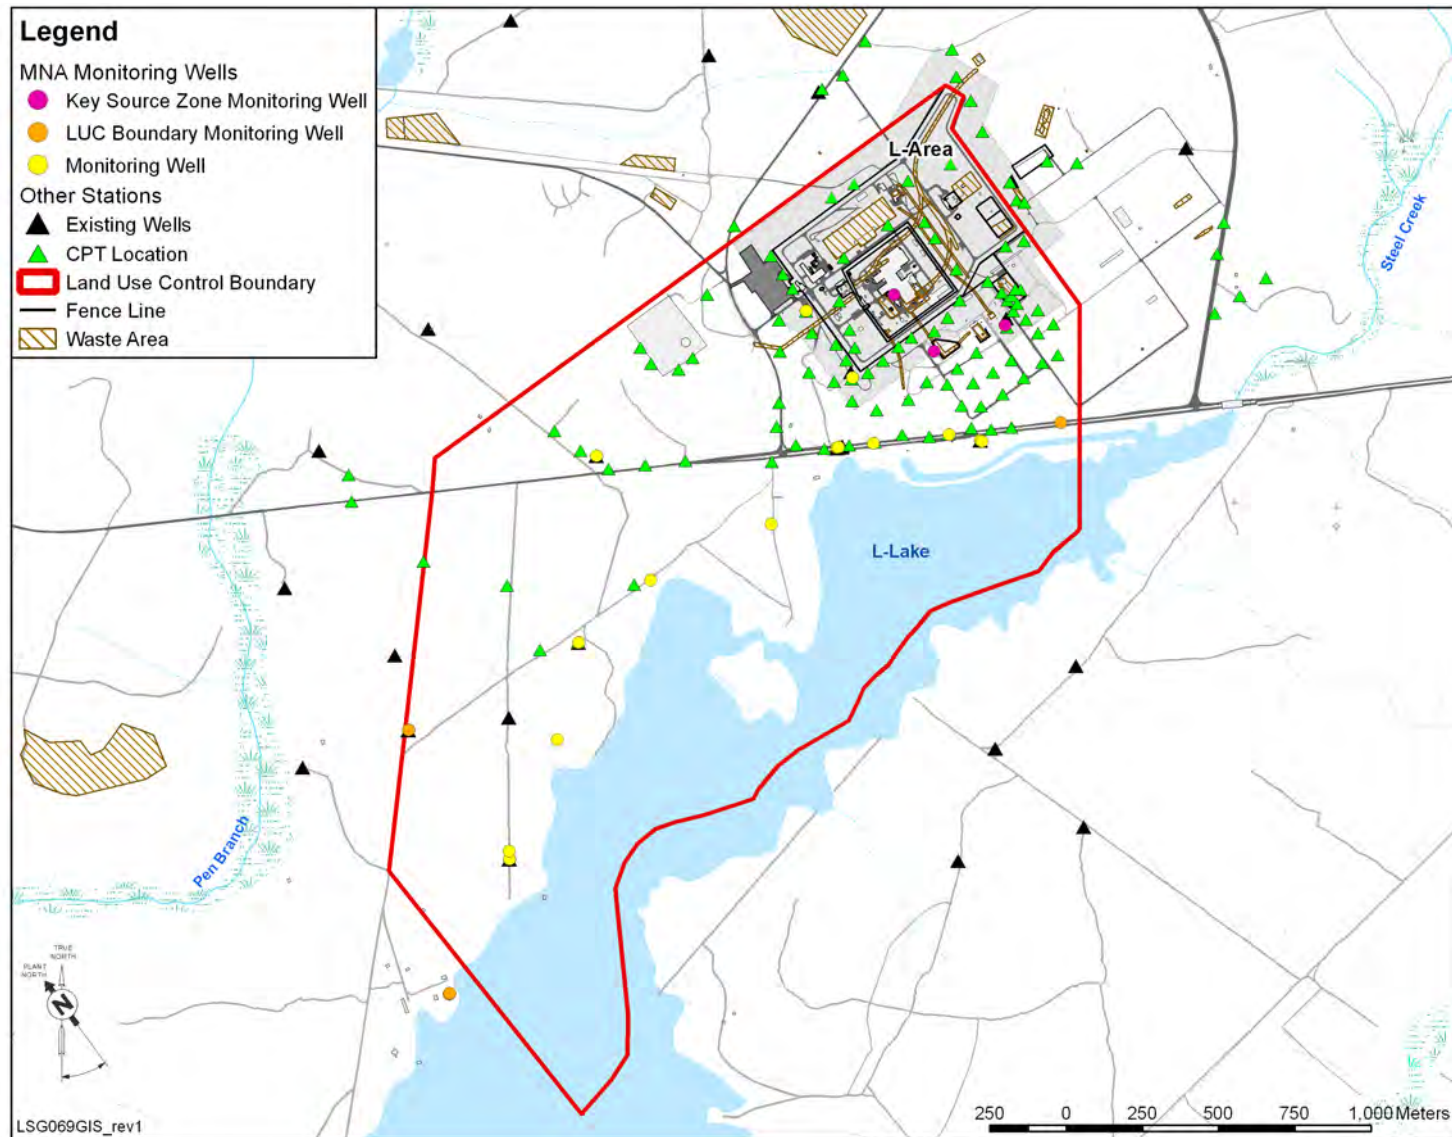 Legend
MNA Monitoring Wells
Key Source Zone Monitoring Well
LUC Boundary Monitoring Well
Monitoring Well
Other Stations
Existing Wells
CPT Location
Land Use Control Boundary
Fence Line
Waste Area
L-Area
Steel Creek
L-Lake
Pen Branch
TRUE
NORTH
PLANT
NORTH
N
250 0 250 500 750 1,000 Meters
LSG069GIS_rev1